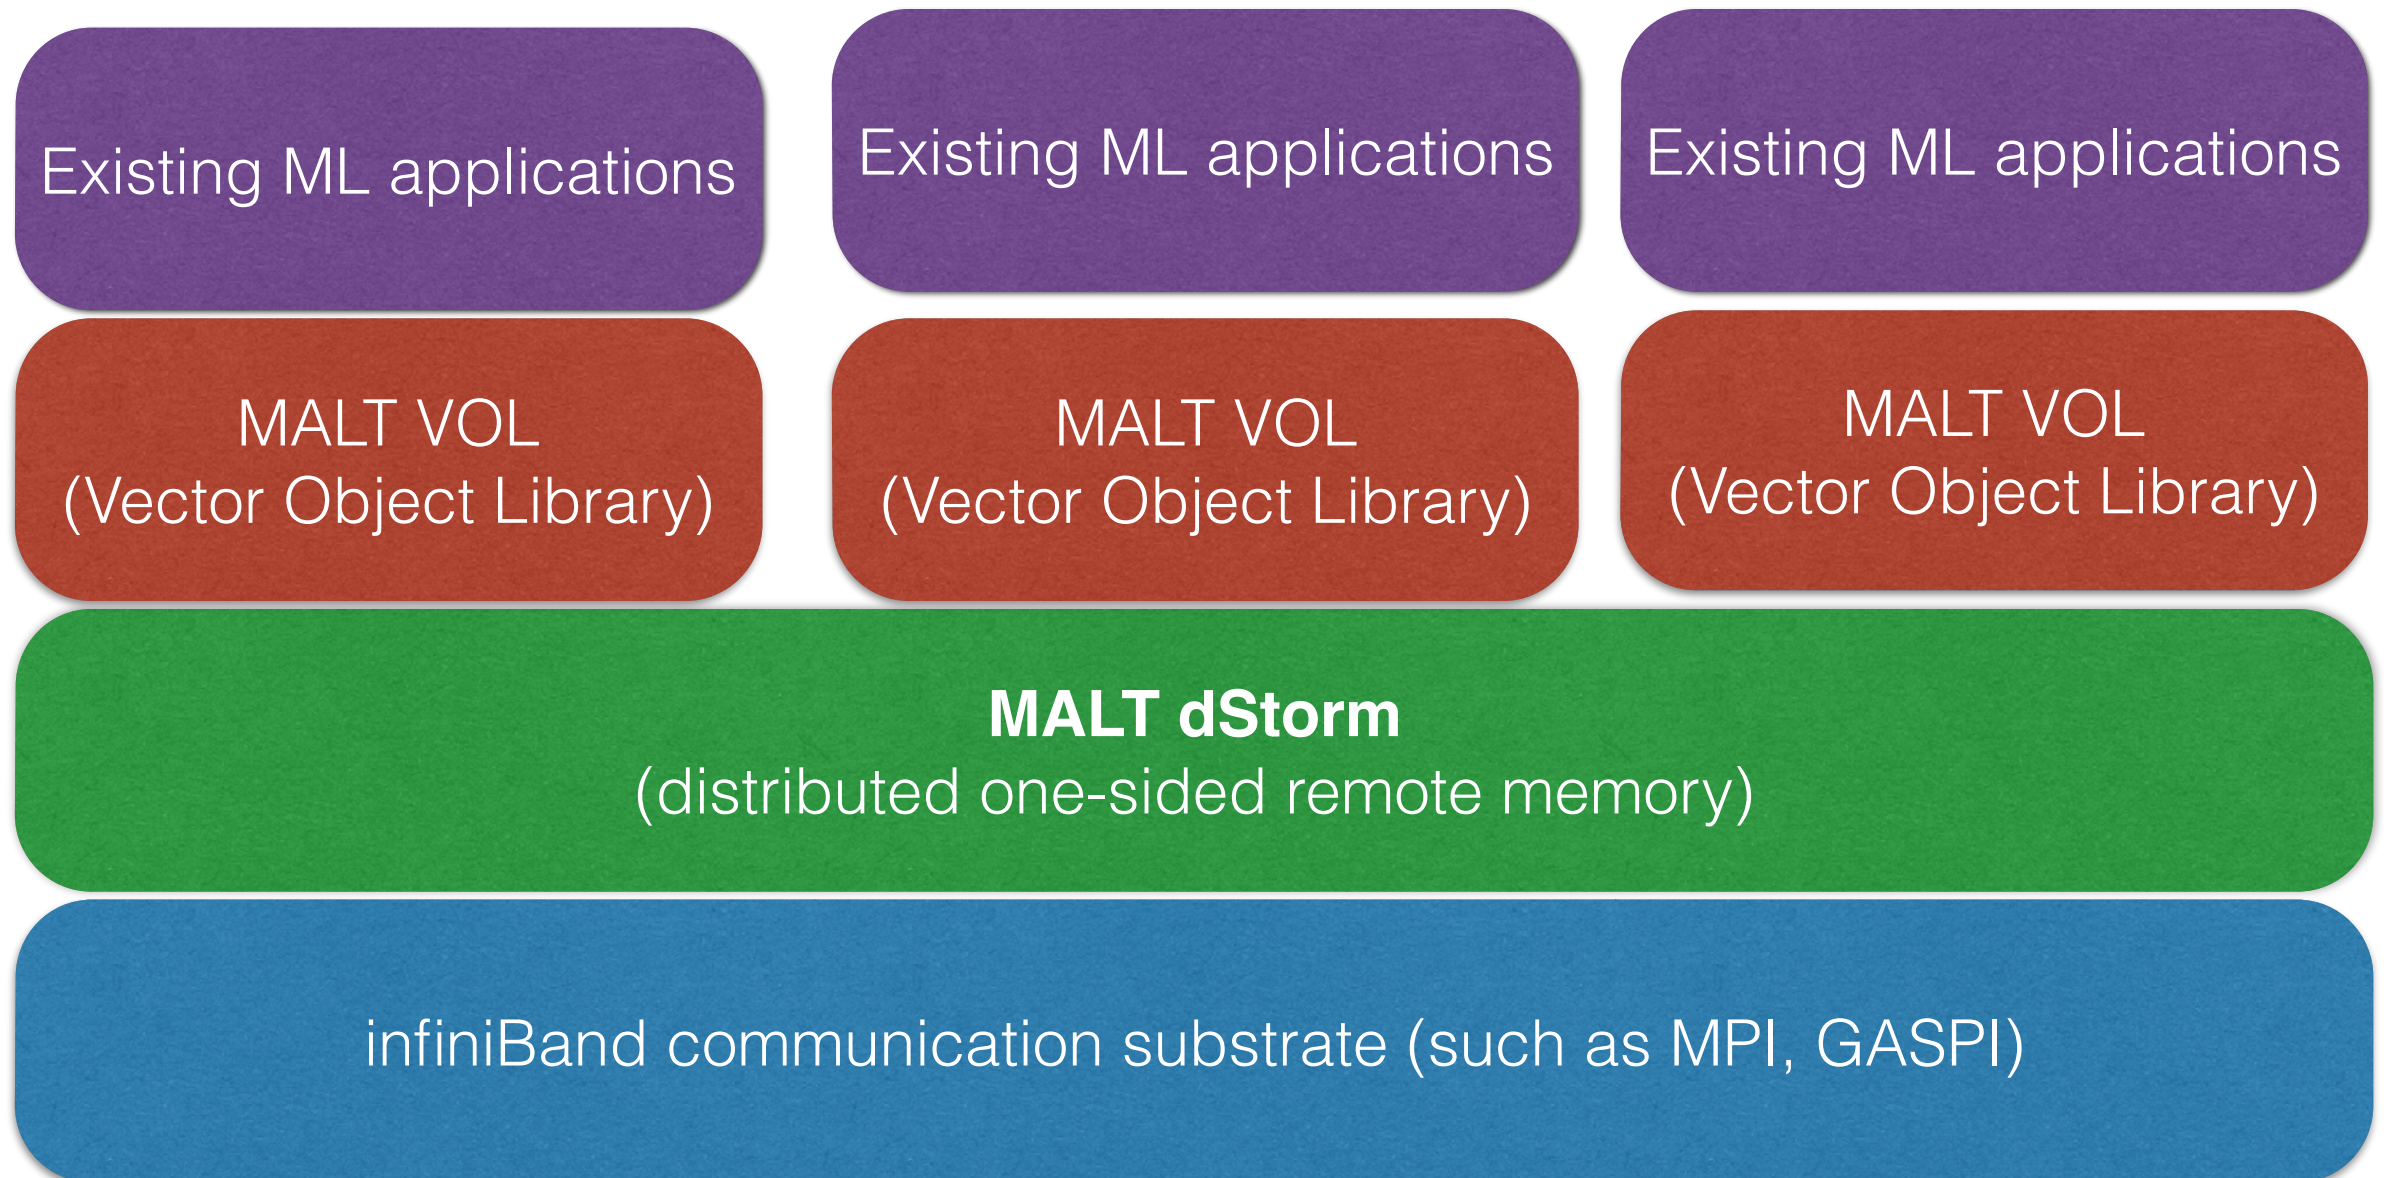 Existing ML applications
Existing ML applications
Existing ML applications
MALT VOL
(Vector Object Library)
MALT VOL
(Vector Object Library)
MALT VOL
(Vector Object Library)
MALT dStorm
(distributed one-sided remote memory)
infiniBand communication substrate (such as MPI, GASPI)